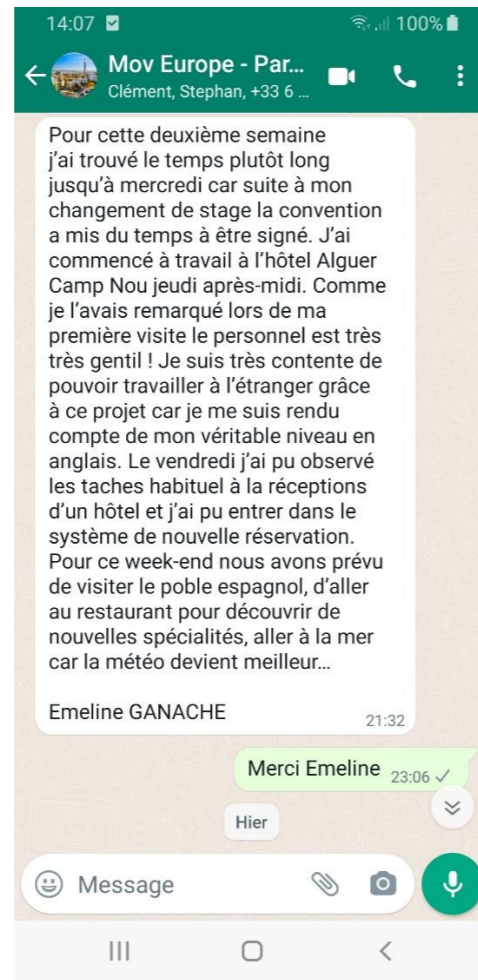 14:07 100%
Mov Europe - Par...
Clément, Stephan, +33 6 ...
Pour cette deuxième semaine
j'ai trouvé le temps plutôt long
jusqu'à mercredi car suite à mon
changement de stage la convention
a mis du temps à être signé. J'ai
commencé à travail à l'hôtel Alguer
Camp Nou jeudi après-midi. Comme
je l'avais remarqué lors de ma
première visite le personnel est très
très gentil ! Je suis très contente de
pouvoir travailler à l'étranger grâce
à ce projet car je me suis rendu
compte de mon véritable niveau en
anglais. Le vendredi j'ai pu observé
les taches habituel à la réceptions
d'un hôtel et j'ai pu entrer dans le
système de nouvelle réservation.
Pour ce week-end nous avons prévu
de visiter le poble espagnol, d'aller
au restaurant pour découvrir de
nouvelles spécialités, aller à la mer
car la météo devient meilleur...
Emeline GANACHE 21:32
Merci Emeline 23:06
Hier
Message